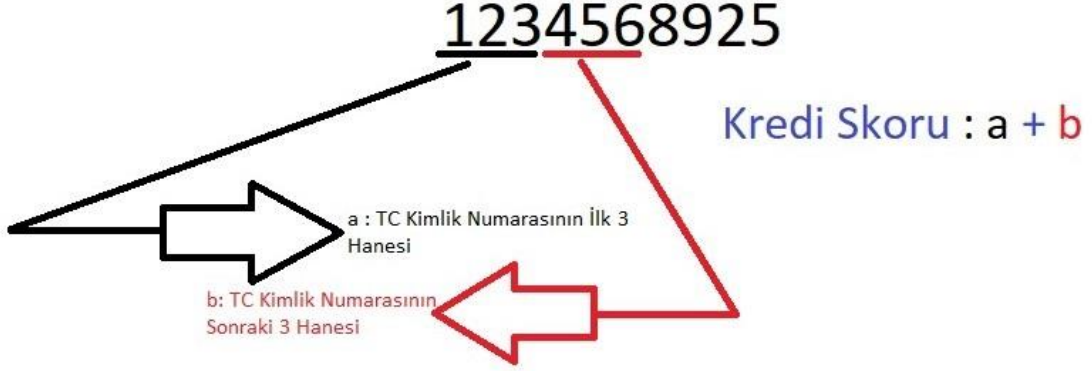 1234568925
Kredi Skoru : a + b
a : TC Kimlik Numarasının İlk 3
Hanesi
b: TC Kimlik Numarasının
Sonraki 3 Hanesi